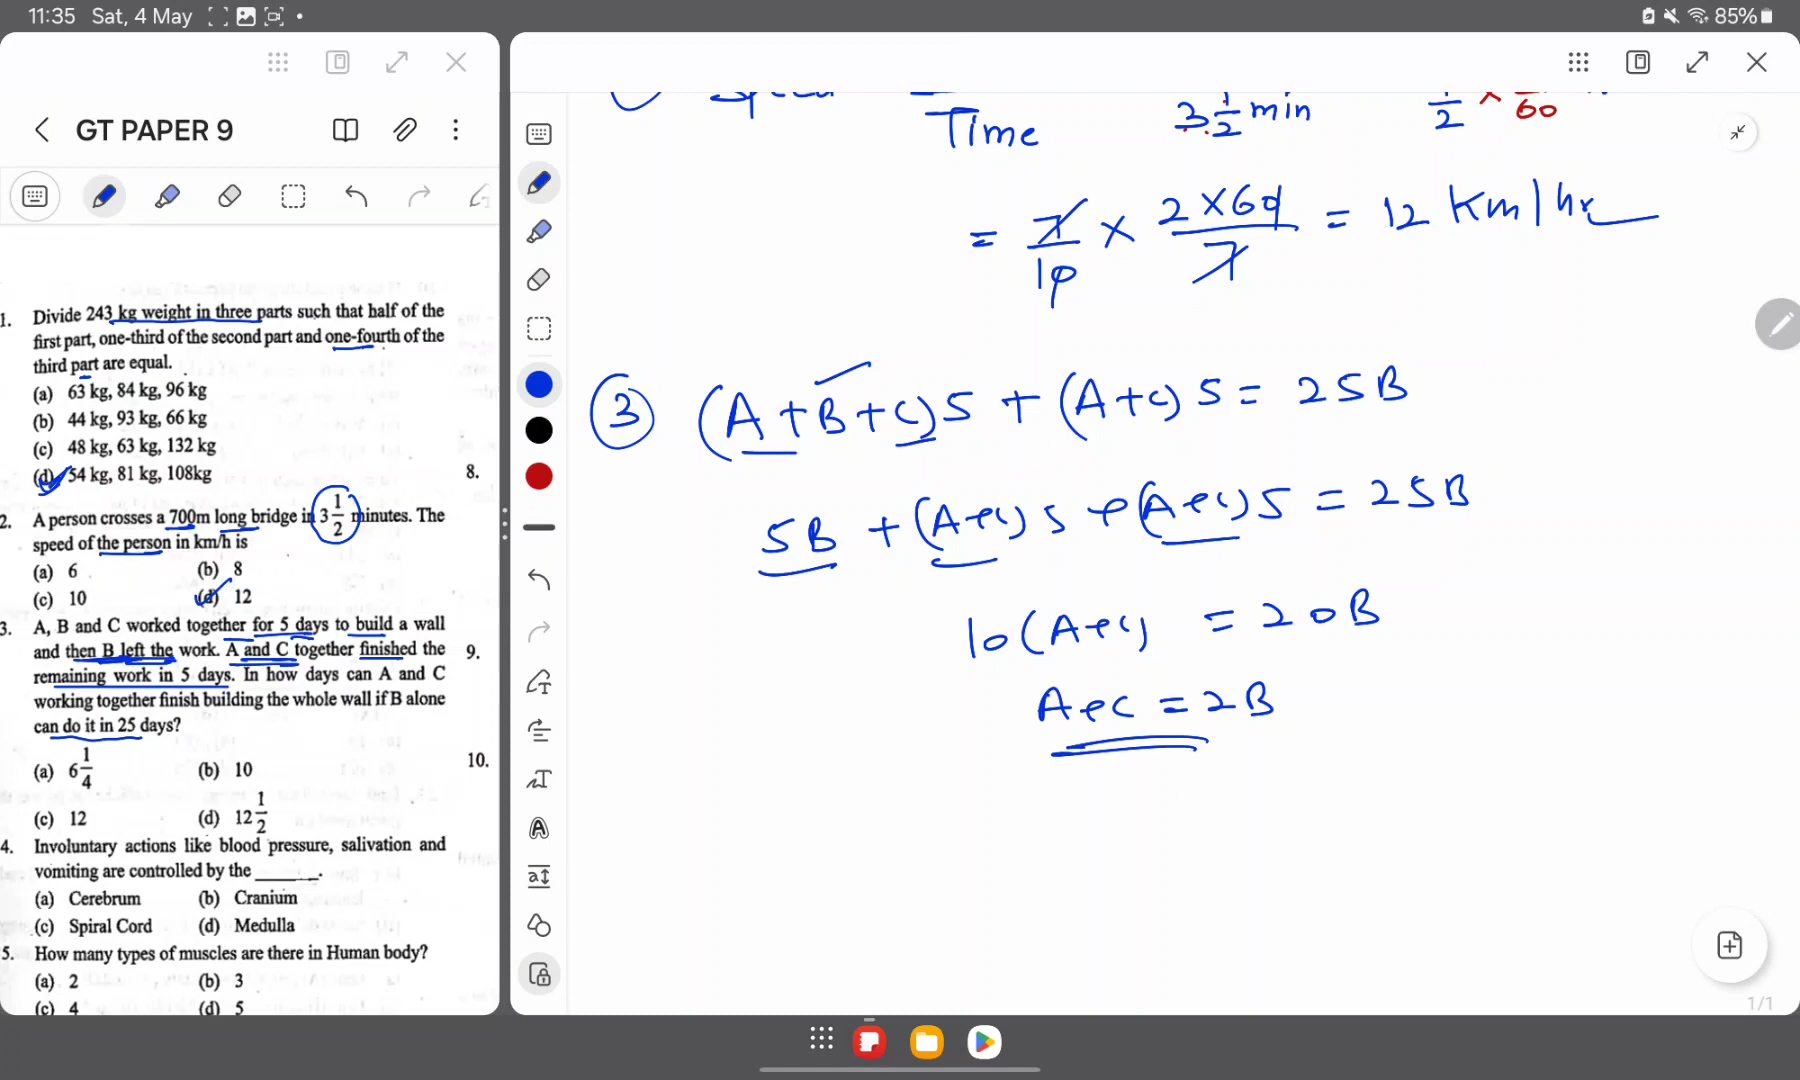 11:35 Sat, 4 May
85%
GT PAPER 9
1. Divide 243 kg weight in three parts such that half of the
first part, one-third of the second part and one-fourth of the
third part are equal.
(a) 63 kg, 84 kg, 96 kg
(b) 44 kg, 93 kg, 66 kg
(c) 48 kg, 63 kg, 132 kg
(d) 54 kg, 81 kg, 108kg
2. A person crosses a 700m long bridge in 3 1/2 minutes. The
speed of the person in km/h is
(a) 6 (b) 8
(c) 10 (d) 12
3. A, B and C worked together for 5 days to build a wall
and then B left the work. A and C together finished the
remaining work in 5 days. In how days can A and C
working together finish building the whole wall if B alone
can do it in 25 days?
(a) 6 1/4 (b) 10
(c) 12 (d) 12 1/2
4. Involuntary actions like blood pressure, salivation and
vomiting are controlled by the ______.
(a) Cerebrum (b) Cranium
(c) Spiral Cord (d) Medulla
5. How many types of muscles are there in Human body?
(a) 2 (b) 3
(c) 4 (d) 5
8.
9.
10.
Speed
Time 3 1/2 min 1/2 × 60
= 7/10 × 2×60/7 = 12 Km/hr
3 (A+B+C)5 + (A+C)5 = 25B
5B + (A+C)5 + (A+C)5 = 25B
10(A+C) = 20B
A+C = 2B
1/1